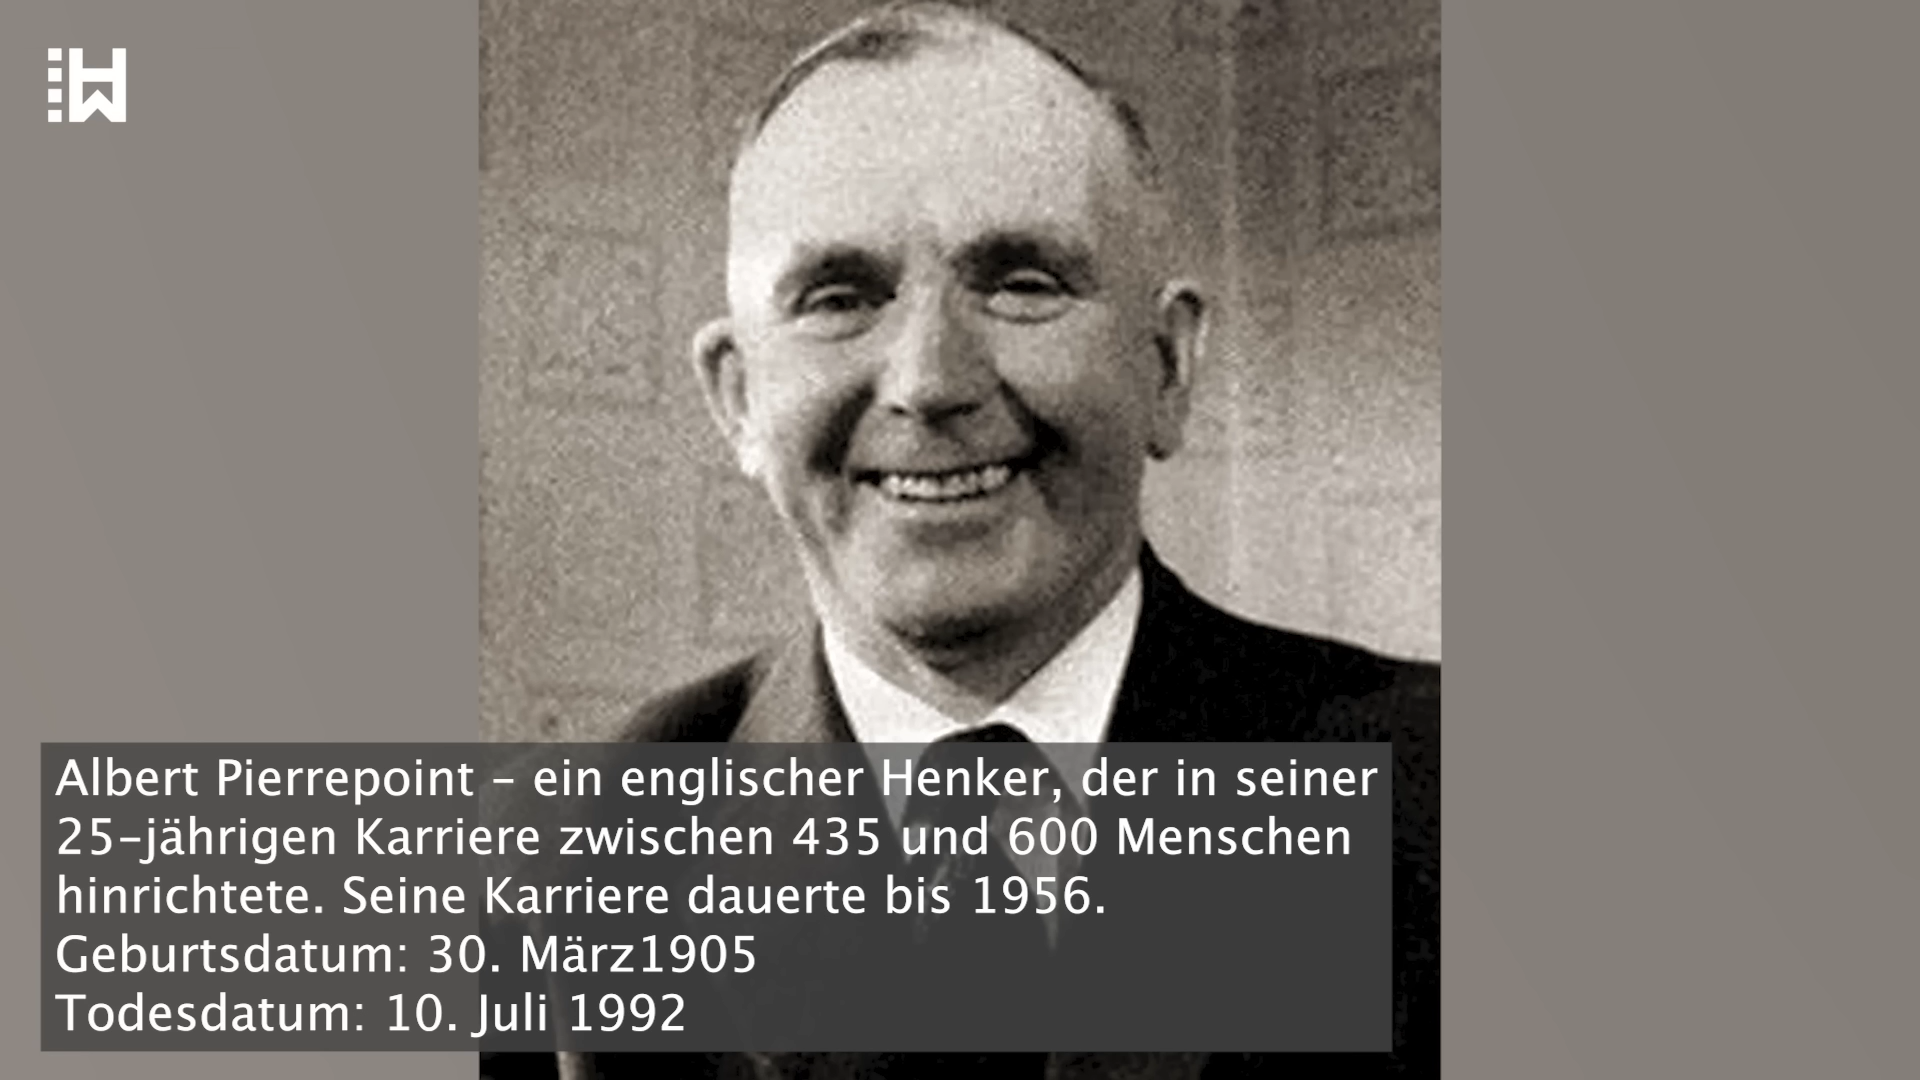 HW
Albert Pierrepoint – ein englischer Henker, der in seiner
25-jährigen Karriere zwischen 435 und 600 Menschen
hinrichtete. Seine Karriere dauerte bis 1956.
Geburtsdatum: 30. März1905
Todesdatum: 10. Juli 1992